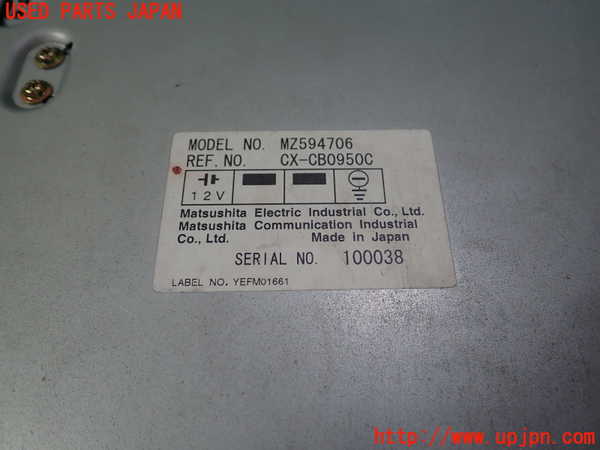 USED PARTS JAPAN
MODEL NO. MZ594706
REF. NO. CX-CB0950C
12V
Matsushita Electric Industrial Co., Ltd.
Matsushita Communication Industrial
Co., Ltd. Made in Japan
SERIAL NO. 100038
LABEL NO. YEFM01661
http://www.upjpn.com/